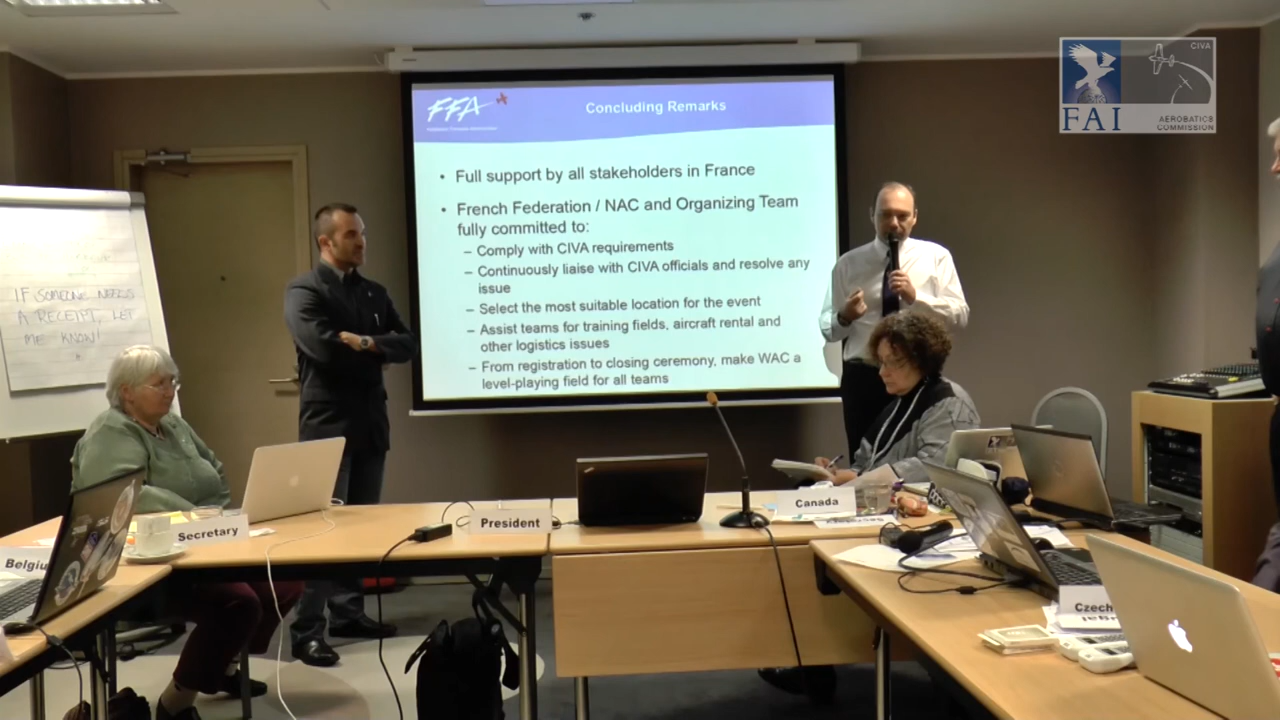 CIVA
FAI
AEROBATICS
COMMISSION
FFA
Concluding Remarks
• Full support by all stakeholders in France
• French Federation / NAC and Organizing Team
fully committed to:
– Comply with CIVA requirements
– Continuously liaise with CIVA officials and resolve any
issue
– Select the most suitable location for the event
– Assist teams for training fields, aircraft rental and
other logistics issues
– From registration to closing ceremony, make WAC a
level-playing field for all teams
IF SOMEONE NEEDS
A RECEIPT, LET
ME KNOW!
Secretary
President
Canada
Belgiu
Czech